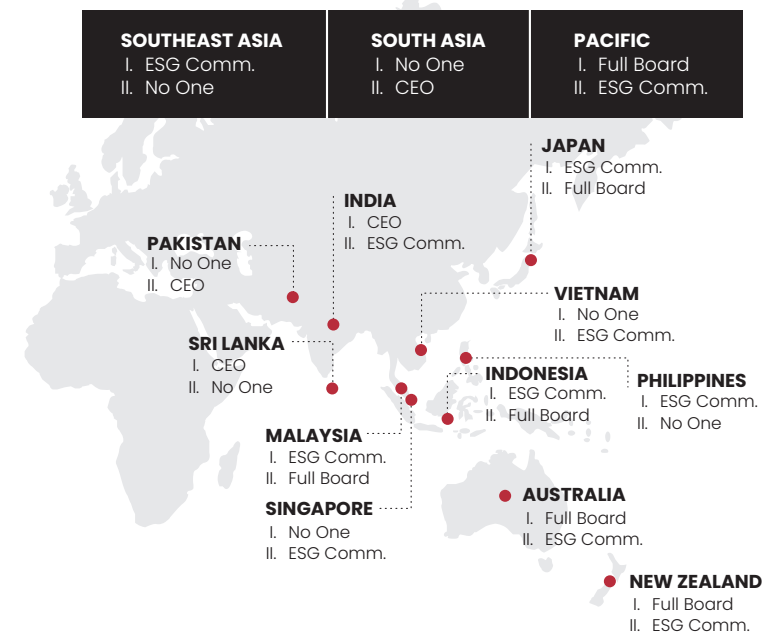 SOUTHEAST ASIA
I. ESG Comm.
II. No One
SOUTH ASIA
I. No One
II. CEO
PACIFIC
I. Full Board
II. ESG Comm.
JAPAN
I. ESG Comm.
II. Full Board
INDIA
I. CEO
II. ESG Comm.
PAKISTAN
I. No One
II. CEO
VIETNAM
I. No One
II. ESG Comm.
SRI LANKA
I. CEO
II. No One
INDONESIA
I. ESG Comm.
II. Full Board
PHILIPPINES
I. ESG Comm.
II. No One
MALAYSIA
I. ESG Comm.
II. Full Board
SINGAPORE
I. No One
II. ESG Comm.
AUSTRALIA
I. Full Board
II. ESG Comm.
NEW ZEALAND
I. Full Board
II. ESG Comm.